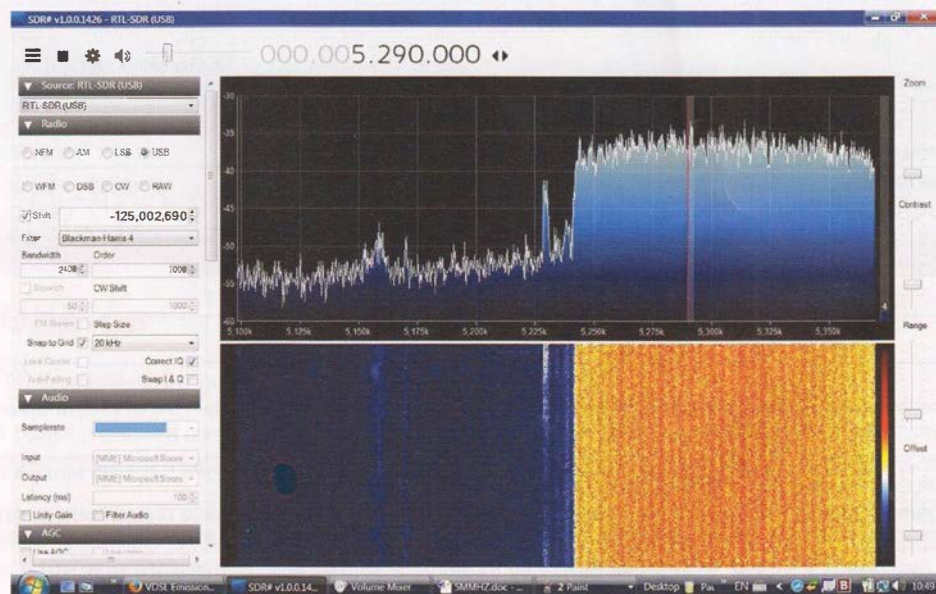 SDR# v1.0.0.1426 - RTL-SDR (USB)
000.005.290.000
Source: RTL-SDR (USB)
RTL-SDR (USB)
Radio
NFM AM LSB USB
WFM DSB CW RAW
Shift -125,002,690
Filter Blackman-Harris 4
Bandwidth Order
2400 1000
Squelch CW Shift
50 1000
FM Stereo Step Size
Snap to Grid 20 kHz
Lock Carrier Correct IQ
Anti-Fading Swap I & Q
Audio
Samplerate
Input [MME] Microsoft Soun
Output [MME] Microsoft Soun
Latency (ms) 100
Unity Gain Filter Audio
AGC
Use AGC
-30
-35
-40
-45
-50
-55
-60
5,100k 5,125k 5,175k 5,200k 5,225k 5,250k 5,275k 5,300k 5,325k 5,350k
4
Zoom
Contrast
Range
Offset
VDSL Emission... SDR# v1.0.0.14... Volume Mixer SMMHZ.doc -... 2 Paint Desktop EN 10:49